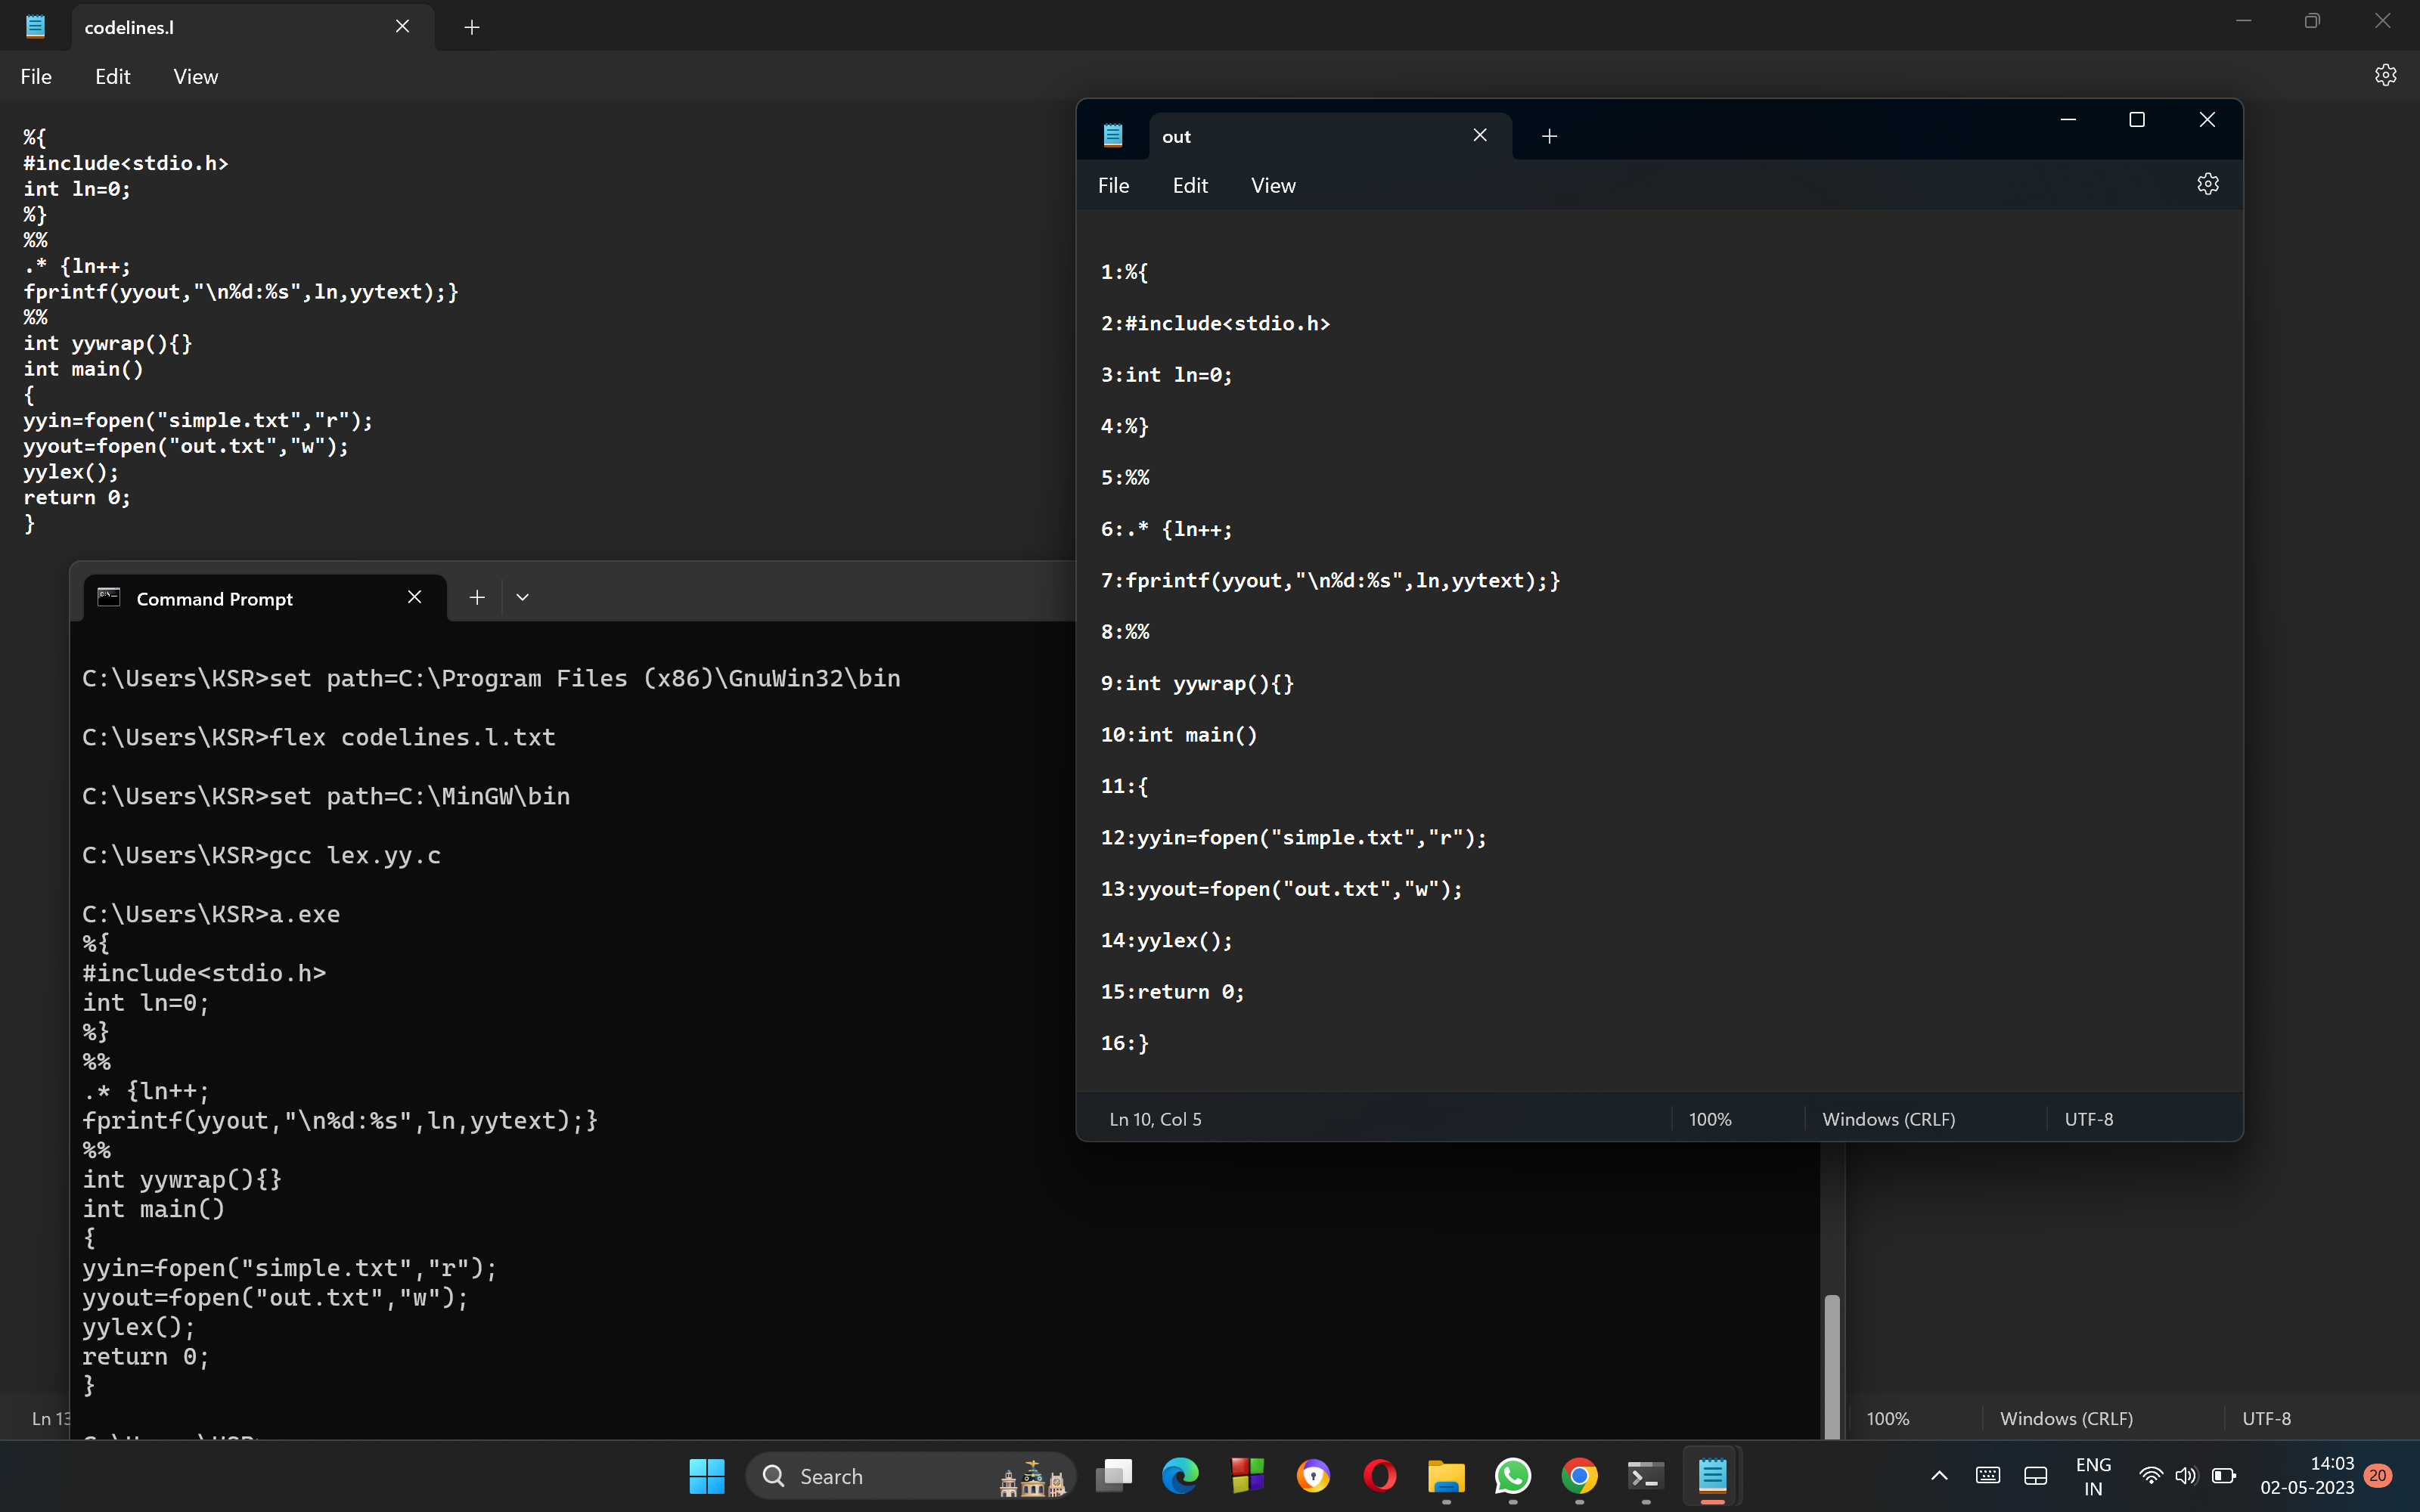 codelines.l
File Edit View
%{
#include<stdio.h>
int ln=0;
%}
%%
.* {ln++;
fprintf(yyout,"\n%d:%s",ln,yytext);}
%%
int yywrap(){}
int main()
{
yyin=fopen("simple.txt","r");
yyout=fopen("out.txt","w");
yylex();
return 0;
}
out
File Edit View
1:%{
2:#include<stdio.h>
3:int ln=0;
4:%}
5:%%
6:.* {ln++;
7:fprintf(yyout,"\n%d:%s",ln,yytext);}
8:%%
9:int yywrap(){}
10:int main()
11:{
12:yyin=fopen("simple.txt","r");
13:yyout=fopen("out.txt","w");
14:yylex();
15:return 0;
16:}
Ln 10, Col 5 100% Windows (CRLF) UTF-8
Command Prompt
C:\Users\KSR>set path=C:\Program Files (x86)\GnuWin32\bin
C:\Users\KSR>flex codelines.l.txt
C:\Users\KSR>set path=C:\MinGW\bin
C:\Users\KSR>gcc lex.yy.c
C:\Users\KSR>a.exe
%{
#include<stdio.h>
int ln=0;
%}
%%
.* {ln++;
fprintf(yyout,"\n%d:%s",ln,yytext);}
%%
int yywrap(){}
int main()
{
yyin=fopen("simple.txt","r");
yyout=fopen("out.txt","w");
yylex();
return 0;
}
Ln 13 100% Windows (CRLF) UTF-8
Search
ENG
IN
14:03
02-05-2023
20